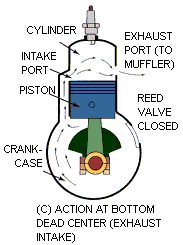 CYLINDER
EXHAUST
PORT (TO
MUFFLER)
INTAKE
PORT
PISTON
REED
VALVE
CLOSED
CRANK-
CASE
(C) ACTION AT BOTTOM
DEAD CENTER (EXHAUST
INTAKE)